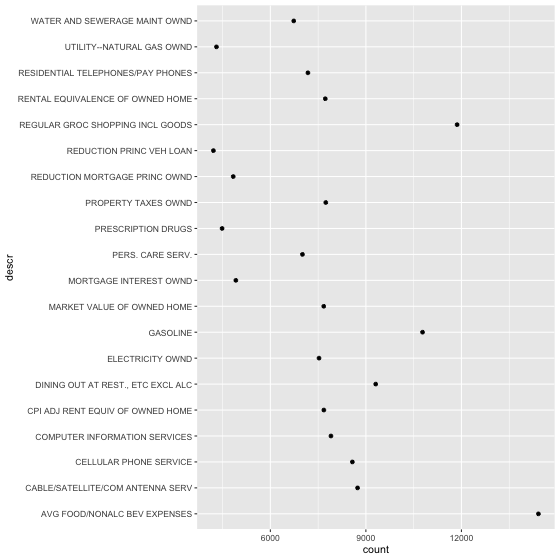 WATER AND SEWERAGE MAINT OWND
UTILITY--NATURAL GAS OWND
RESIDENTIAL TELEPHONES/PAY PHONES
RENTAL EQUIVALENCE OF OWNED HOME
REGULAR GROC SHOPPING INCL GOODS
REDUCTION PRINC VEH LOAN
REDUCTION MORTGAGE PRINC OWND
PROPERTY TAXES OWND
PRESCRIPTION DRUGS
PERS. CARE SERV.
MORTGAGE INTEREST OWND
MARKET VALUE OF OWNED HOME
GASOLINE
ELECTRICITY OWND
DINING OUT AT REST., ETC EXCL ALC
CPI ADJ RENT EQUIV OF OWNED HOME
COMPUTER INFORMATION SERVICES
CELLULAR PHONE SERVICE
CABLE/SATELLITE/COM ANTENNA SERV
AVG FOOD/NONALC BEV EXPENSES
descr
6000 9000 12000
count